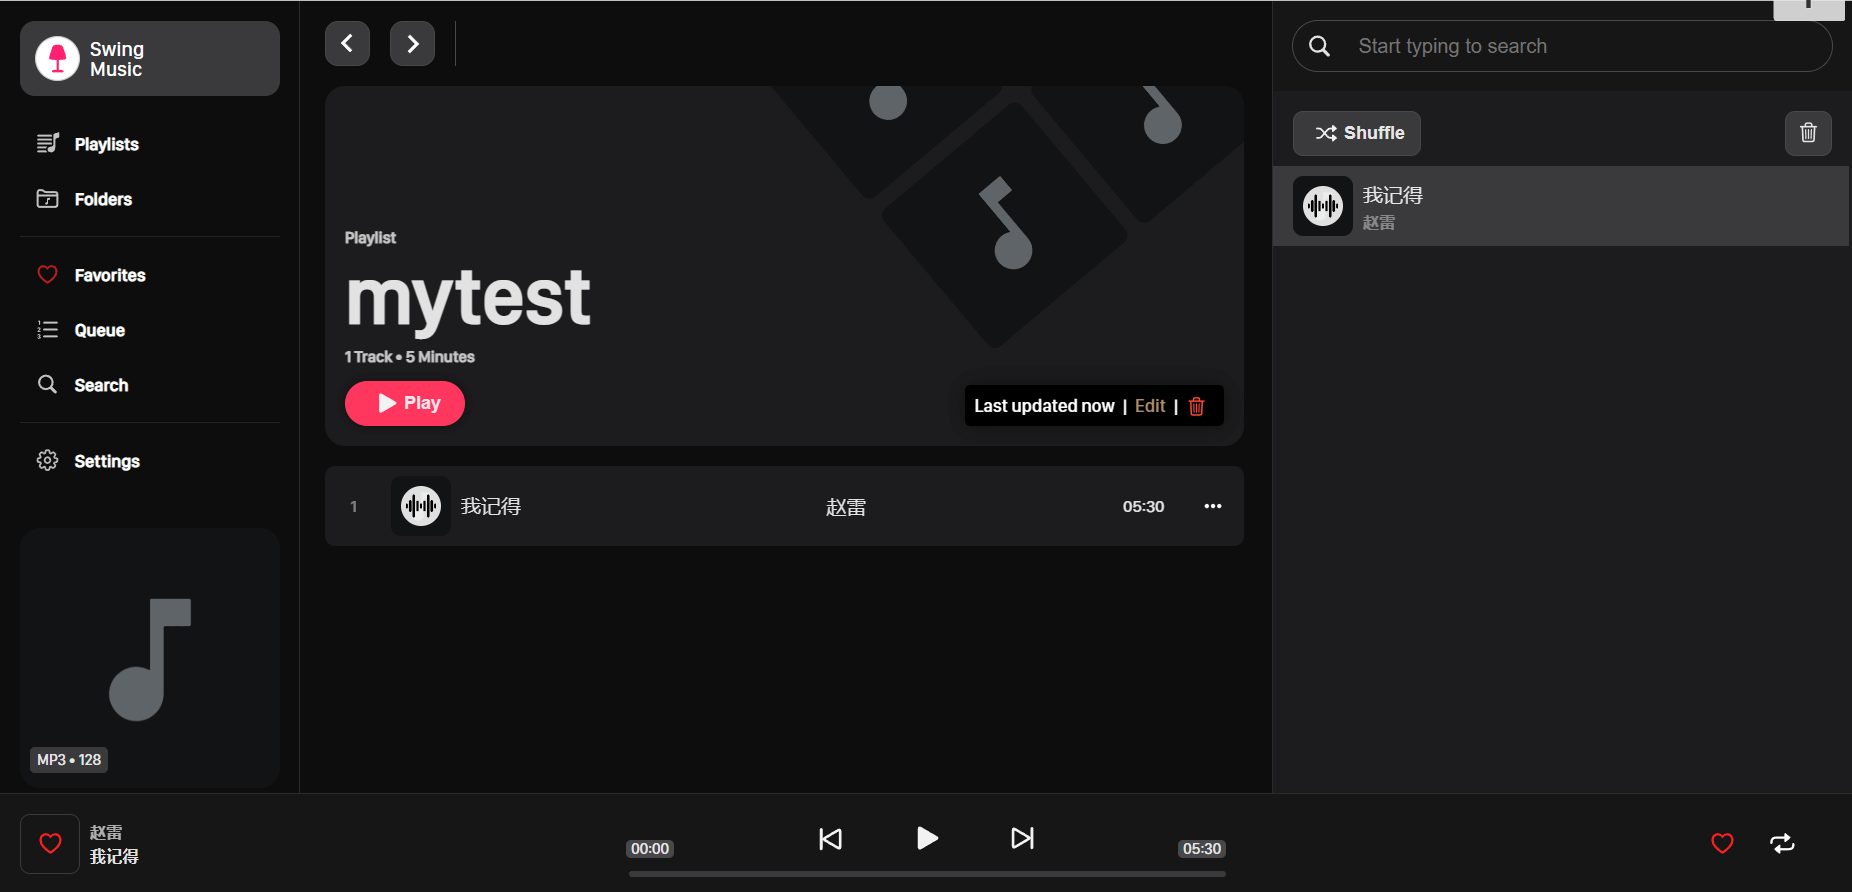 Swing
Music
Playlists
Folders
Favorites
Queue
Search
Settings
MP3 • 128
Playlist
mytest
1 Track • 5 Minutes
Play
Last updated now | Edit |
1 我记得 赵雷 05:30
Start typing to search
Shuffle
我记得
赵雷
赵雷
我记得
00:00
05:30